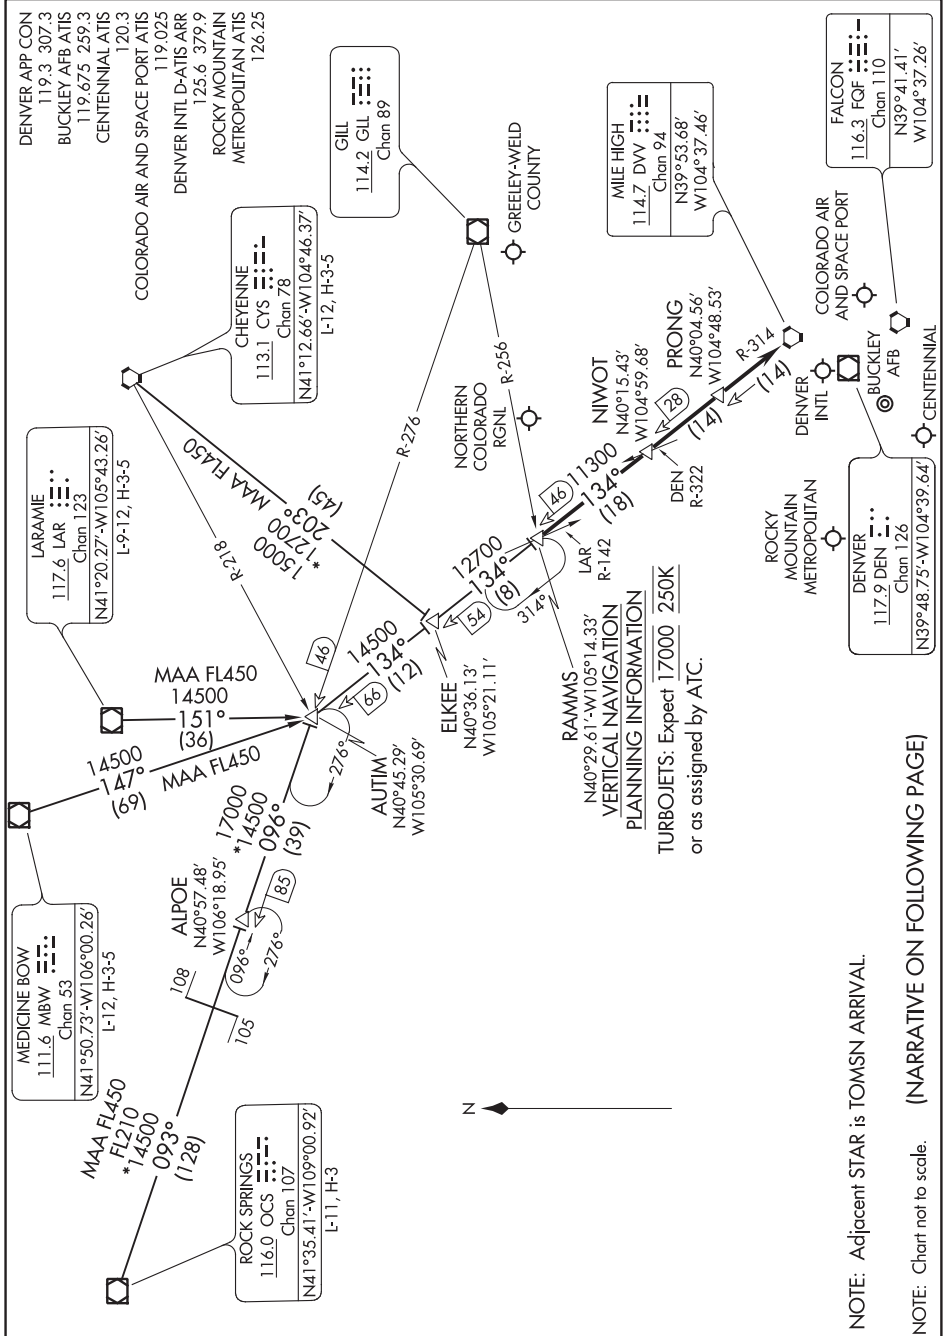 DENVER APP CON
119.3 307.3
BUCKLEY AFB ATIS
119.675 259.3
CENTENNIAL ATIS
120.3
COLORADO AIR AND SPACE PORT ATIS
119.025
DENVER INTL D-ATIS ARR
125.6 379.9
ROCKY MOUNTAIN
METROPOLITAN ATIS
126.25
MEDICINE BOW
111.6 MBW
Chan 53
N41°50.73'-W106°00.26'
L-12, H-3-5
LARAMIE
117.6 LAR
Chan 123
N41°20.27'-W105°43.26'
L-9-12, H-3-5
CHEYENNE
113.1 CYS
Chan 78
N41°12.66'-W104°46.37'
L-12, H-3-5
GILL
114.2 GLL
Chan 89
ROCK SPRINGS
116.0 OCS
Chan 107
N41°35.41'-W109°00.92'
L-11, H-3
MAA FL450
FL210
*14500
093°
(128)
108
105
14500
147°
(69)
MAA FL450
MAA FL450
14500
151°
(36)
MAA FL450
15000
*12700
203°
(45)
R-218
R-276
R-256
GREELEY-WELD
COUNTY
ALPOE
N40°57.48'
W106°18.95'
85
096°
276°
17000
*14500
096°
(39)
276°
AUTIM
N40°45.29'
W105°30.69'
46
66
14500
134°
(12)
ELKEE
N40°36.13'
W105°21.11'
54
12700
134°
(8)
314°
RAMMS
N40°29.61'-W105°14.33'
LAR
R-142
46
11300
134°
(18)
NORTHERN
COLORADO
RGNL
NIWOT
N40°15.43'
W104°59.68'
DEN
R-322
28
(14)
PRONG
N40°04.56'
W104°48.53'
R-314
(14)
MILE HIGH
114.7 DVV
Chan 94
N39°53.68'
W104°37.46'
VERTICAL NAVIGATION
PLANNING INFORMATION
TURBOJETS: Expect 17000 250K
or as assigned by ATC.
ROCKY
MOUNTAIN
METROPOLITAN
DENVER
INTL
COLORADO AIR
AND SPACE PORT
BUCKLEY
AFB
CENTENNIAL
DENVER
117.9 DEN
Chan 126
N39°48.75'-W104°39.64'
FALCON
116.3 FQF
Chan 110
N39°41.41'
W104°37.26'
N
NOTE: Adjacent STAR is TOMSN ARRIVAL.
NOTE: Chart not to scale.
(NARRATIVE ON FOLLOWING PAGE)